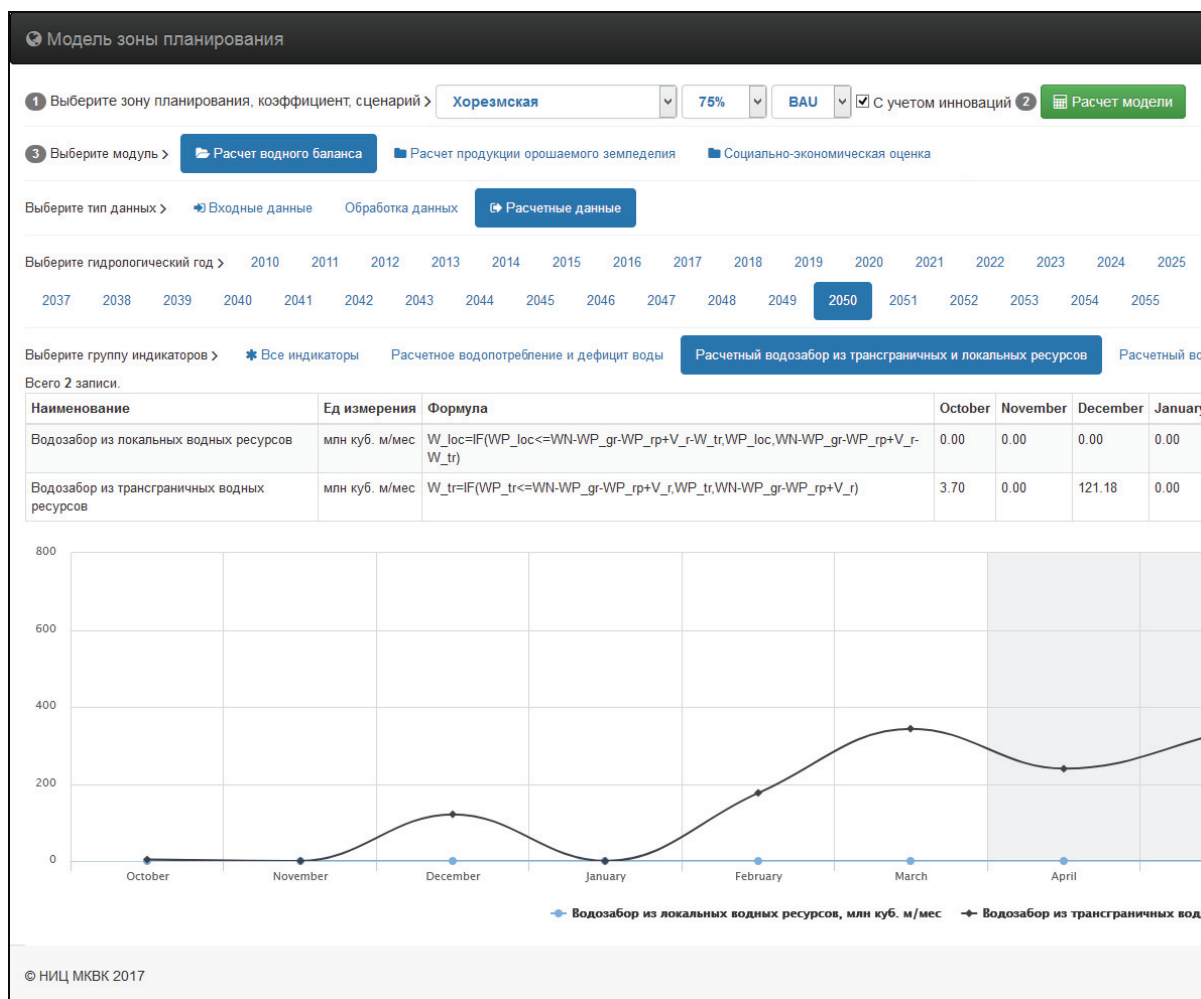 Модель зоны планирования
1 Выберите зону планирования, коэффициент, сценарий > Хорезмская 75% BAU С учетом инноваций 2 Расчет модели
3 Выберите модуль > Расчет водного баланса Расчет продукции орошаемого земледелия Социально-экономическая оценка
Выберите тип данных > Входные данные Обработка данных Расчетные данные
Выберите гидрологический год > 2010 2011 2012 2013 2014 2015 2016 2017 2018 2019 2020 2021 2022 2023 2024 2025
2037 2038 2039 2040 2041 2042 2043 2044 2045 2046 2047 2048 2049 2050 2051 2052 2053 2054 2055
Выберите группу индикаторов > Все индикаторы Расчетное водопотребление и дефицит воды Расчетный водозабор из трансграничных и локальных ресурсов Расчетный во
Всего 2 записи.
Наименование Ед измерения Формула October November December January
Водозабор из локальных водных ресурсов млн куб. м/мес W_loc=IF(WP_loc<=WN-WP_gr-WP_rp+V_r-W_tr,WP_loc,WN-WP_gr-WP_rp+V_r- 0.00 0.00 0.00 0.00
W_tr)
Водозабор из трансграничных водных млн куб. м/мес W_tr=IF(WP_tr<=WN-WP_gr-WP_rp+V_r,WP_tr,WN-WP_gr-WP_rp+V_r) 3.70 0.00 121.18 0.00
ресурсов
800
600
400
200
0
October November December January February March April
Водозабор из локальных водных ресурсов, млн куб. м/мес Водозабор из трансграничных вод
© НИЦ МКВК 2017